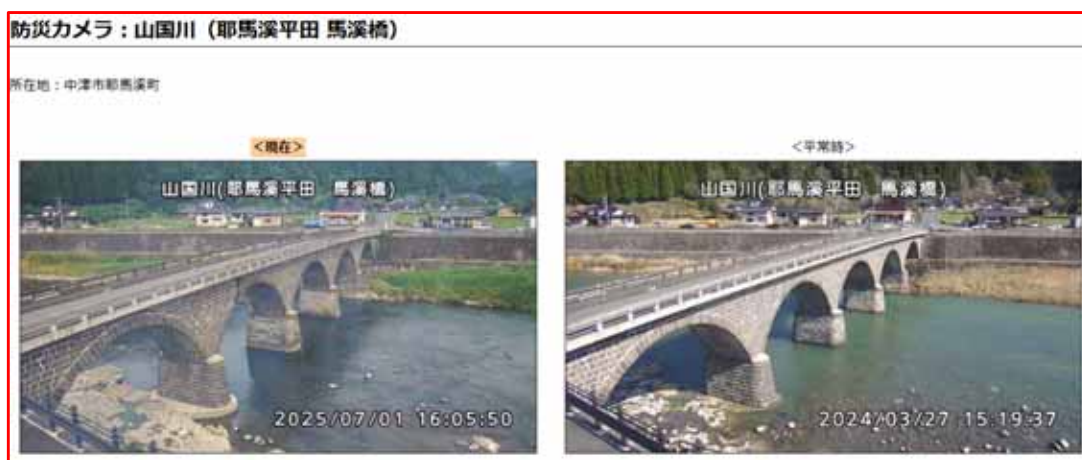 防災カメラ：山国川（耶馬溪平田 馬溪橋）
所在地：中津市耶馬溪町
＜現在＞
＜平常時＞
山国川(耶馬溪平田　馬溪橋)
山国川(耶馬溪平田　馬溪橋)
2025/07/01 16:05:50
2024/03/27 15:19:37